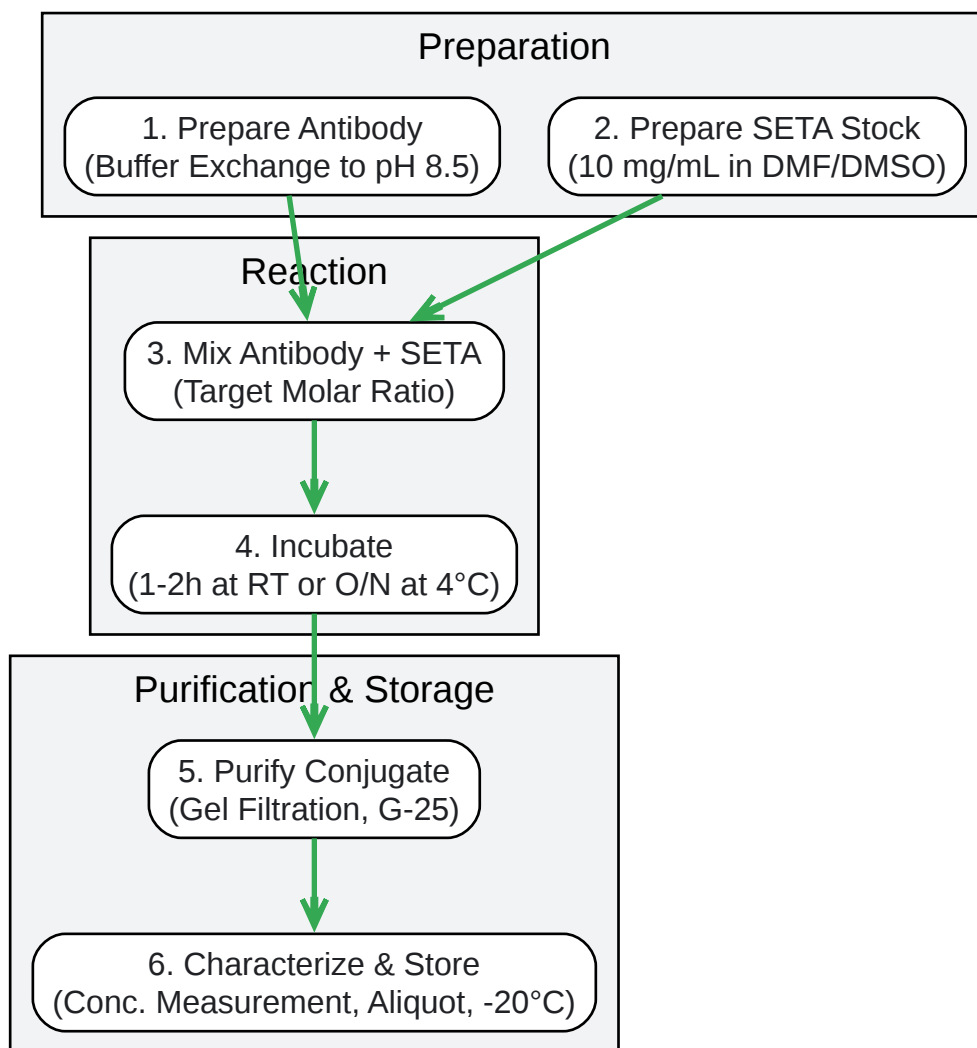 Preparation
1. Prepare Antibody
(Buffer Exchange to pH 8.5)
2. Prepare SETA Stock
(10 mg/mL in DMF/DMSO)
Reaction
3. Mix Antibody + SETA
(Target Molar Ratio)
4. Incubate
(1-2h at RT or O/N at 4°C)
Purification & Storage
5. Purify Conjugate
(Gel Filtration, G-25)
6. Characterize & Store
(Conc. Measurement, Aliquot, -20°C)